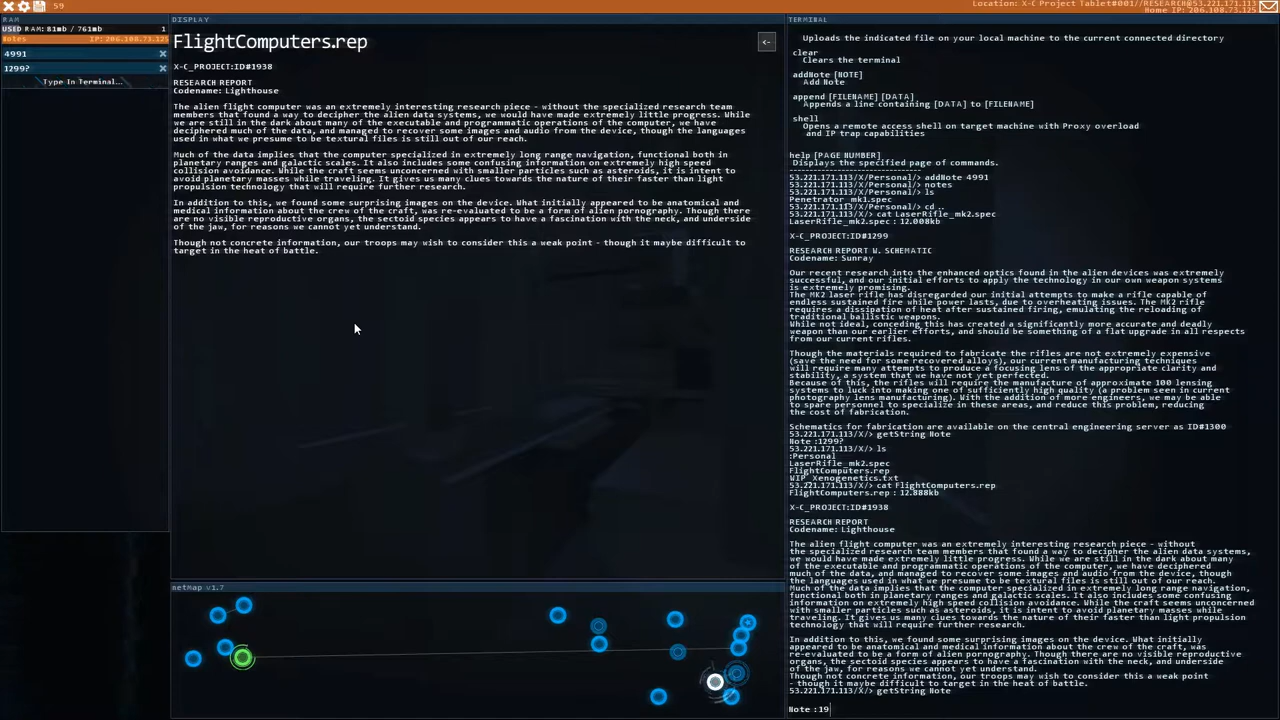 59
Location: X-C Project Tablet#001//RESEARCH@53.221.171.113
Home IP: 206.108.73.125
RAM
USED RAM: 81mb / 761mb
1
Notes
IP: 206.108.73.125
4991
1299?
Type In Terminal...
DISPLAY
FlightComputers.rep
<-
X-C_PROJECT:ID#1938
RESEARCH REPORT
Codename: Lighthouse
The alien flight computer was an extremely interesting research piece - without the specialized research team
members that found a way to decipher the alien data systems, we would have made extremely little progress. While
we are still in the dark about many of the executable and programmatic operations of the computer, we have
deciphered much of the data, and managed to recover some images and audio from the device, though the languages
used in what we presume to be textural files is still out of our reach.
Much of the data implies that the computer specialized in extremely long range navigation, functional both in
planetary ranges and galactic scales. It also includes some confusing information on extremely high speed
collision avoidance. While the craft seems unconcerned with smaller particles such as asteroids, it is intent to
avoid planetary masses while traveling. It gives us many clues towards the nature of their faster than light
propulsion technology that will require further research.
In addition to this, we found some surprising images on the device. What initially appeared to be anatomical and
medical information about the crew of the craft, was re-evaluated to be a form of alien pornography. Though there
are no visible reproductive organs, the sectoid species appears to have a fascination with the neck, and underside
of the jaw, for reasons we cannot yet understand.
Though not concrete information, our troops may wish to consider this a weak point - though it maybe difficult to
target in the heat of battle.
netMap v1.7
TERMINAL
Uploads the indicated file on your local machine to the current connected directory
clear
Clears the terminal
addNote [NOTE]
Add Note
append [FILENAME] [DATA]
Appends a line containing [DATA] to [FILENAME]
shell
Opens a remote access shell on target machine with Proxy overload
and IP trap capabilities
help [PAGE NUMBER]
Displays the specified page of commands.
--------------------------------
53.221.171.113/X/Personal/> addNote 4991
53.221.171.113/X/Personal/> notes
53.221.171.113/X/Personal/> ls
Penetrator_mk1.spec
53.221.171.113/X/Personal/> cd ..
53.221.171.113/X/> cat LaserRifle_mk2.spec
LaserRifle_mk2.spec : 12.008kb
X-C_PROJECT:ID#1299
RESEARCH REPORT W. SCHEMATIC
Codename: Sunray
Our recent research into the enhanced optics found in the alien devices was extremely
successful, and our initial efforts to apply the technology in our own weapon systems
is extremely promising.
The MK2 laser rifle has disregarded our initial attempts to make a rifle capable of
endless sustained fire while power lasts, due to overheating issues. The MK2 rifle
requires a dissipation of heat after sustained firing, emulating the reloading of
traditional ballistic weapons.
While not ideal, conceding this has created a significantly more accurate and deadly
weapon than our earlier efforts, and should be something of a flat upgrade in all respects
from our current rifles.
Though the materials required to fabricate the rifles are not extremely expensive
(save the need for some recovered alloys), our current manufacturing techniques
will require many attempts to produce a focusing lens of the appropriate clarity and
stability, a system that we have not yet perfected.
Because of this, the rifles will require the manufacture of approximate 100 lensing
systems to luck into making one of sufficiently high quality (a problem seen in current
photography lens manufacturing). With the addition of more engineers, we may be able
to spare personnel to specialize in these areas, and reduce this problem, reducing
the cost of fabrication.
Schematics for fabrication are available on the central engineering server as ID#1300
53.221.171.113/X/> getString Note
Note :1299?
53.221.171.113/X/> ls
:Personal
LaserRifle_mk2.spec
FlightComputers.rep
WIP_Xenogenetics.txt
53.221.171.113/X/> cat FlightComputers.rep
FlightComputers.rep : 12.888kb
X-C_PROJECT:ID#1938
RESEARCH REPORT
Codename: Lighthouse
The alien flight computer was an extremely interesting research piece - without
the specialized research team members that found a way to decipher the alien data systems,
we would have made extremely little progress. While we are still in the dark about many
of the executable and programmatic operations of the computer, we have deciphered
much of the data, and managed to recover some images and audio from the device, though
the languages used in what we presume to be textural files is still out of our reach.
Much of the data implies that the computer specialized in extremely long range navigation,
functional both in planetary ranges and galactic scales. It also includes some confusing
information on extremely high speed collision avoidance. While the craft seems unconcerned
with smaller particles such as asteroids, it is intent to avoid planetary masses while
traveling. It gives us many clues towards the nature of their faster than light propulsion
technology that will require further research.
In addition to this, we found some surprising images on the device. What initially
appeared to be anatomical and medical information about the crew of the craft, was
re-evaluated to be a form of alien pornography. Though there are no visible reproductive
organs, the sectoid species appears to have a fascination with the neck, and underside
of the jaw, for reasons we cannot yet understand.
Though not concrete information, our troops may wish to consider this a weak point
- though it maybe difficult to target in the heat of battle.
53.221.171.113/X/> getString Note
Note :19